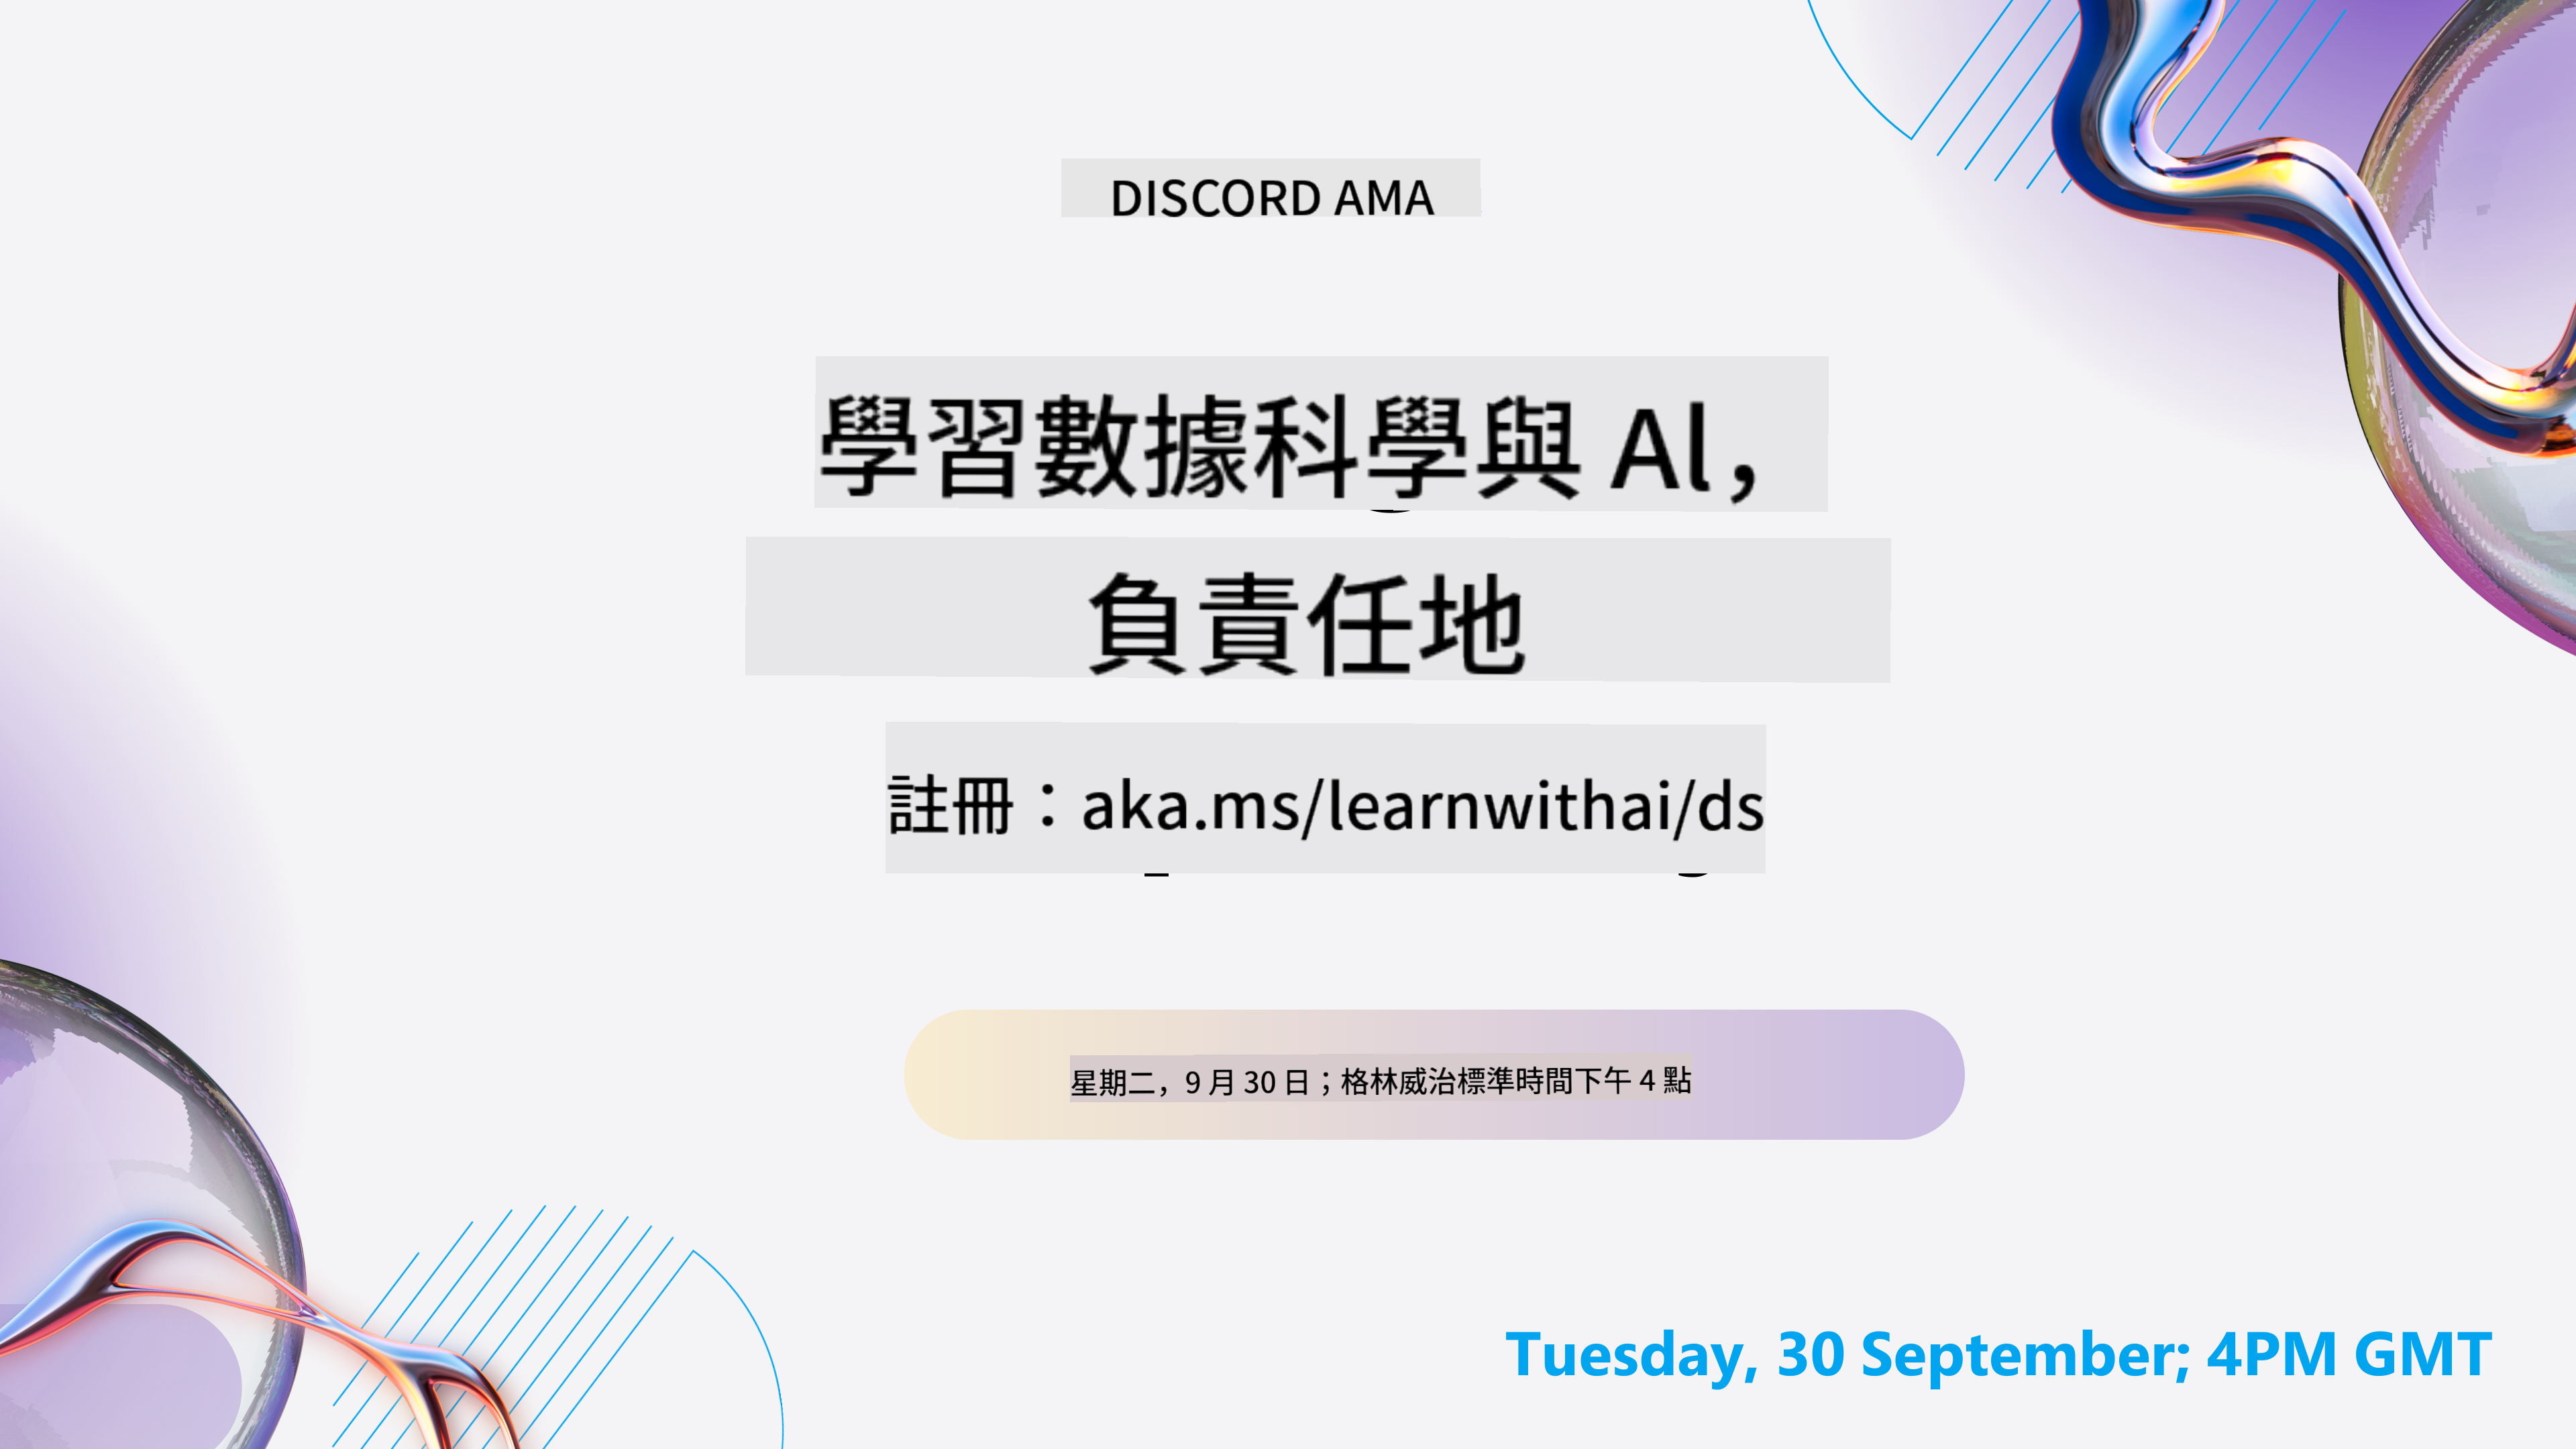 DISCORD AMA
學習數據科學與 Al，
負責任地
註冊：aka.ms/learnwithai/ds
星期二，9 月 30 日；格林威治標準時間下午 4 點
Tuesday, 30 September; 4PM GMT